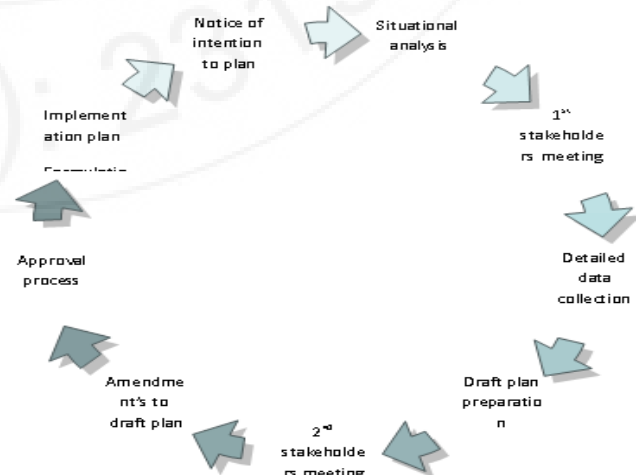 Notice of
intention
to plan
Situational
analysis
1st
stakeholde
rs meeting
Detailed
data
collection
Draft plan
preparatio
n
2nd
stakeholde
rs meeting
Amendme
nt's to
draft plan
Approval
process
Implement
ation plan